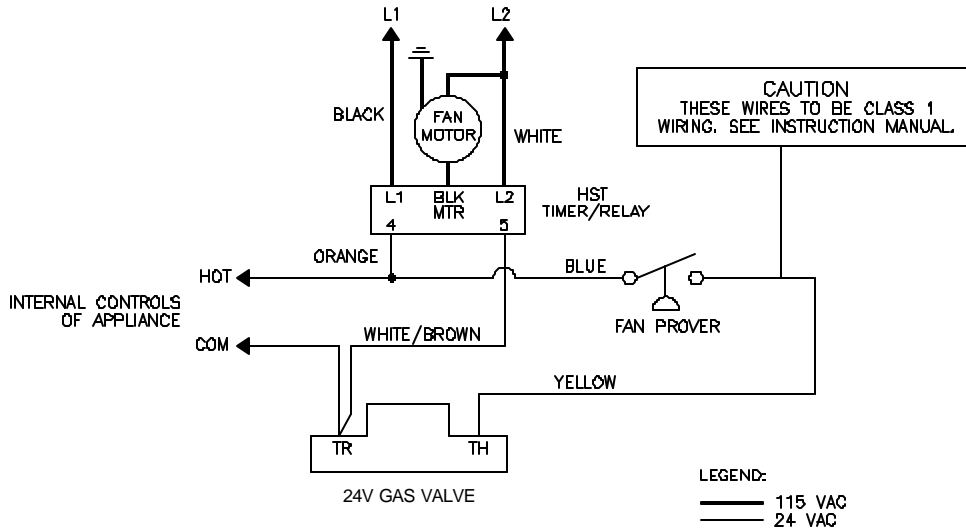 L1
L2
BLACK
FAN
MOTOR
WHITE
CAUTION
THESE WIRES TO BE CLASS 1
WIRING. SEE INSTRUCTION MANUAL.
L1 BLK L2
MTR
4 5
HST
TIMER/RELAY
ORANGE
HOT
BLUE
INTERNAL CONTROLS
OF APPLIANCE
FAN PROVER
COM
WHITE/BROWN
YELLOW
TR TH
24V GAS VALVE
LEGEND:
115 VAC
24 VAC